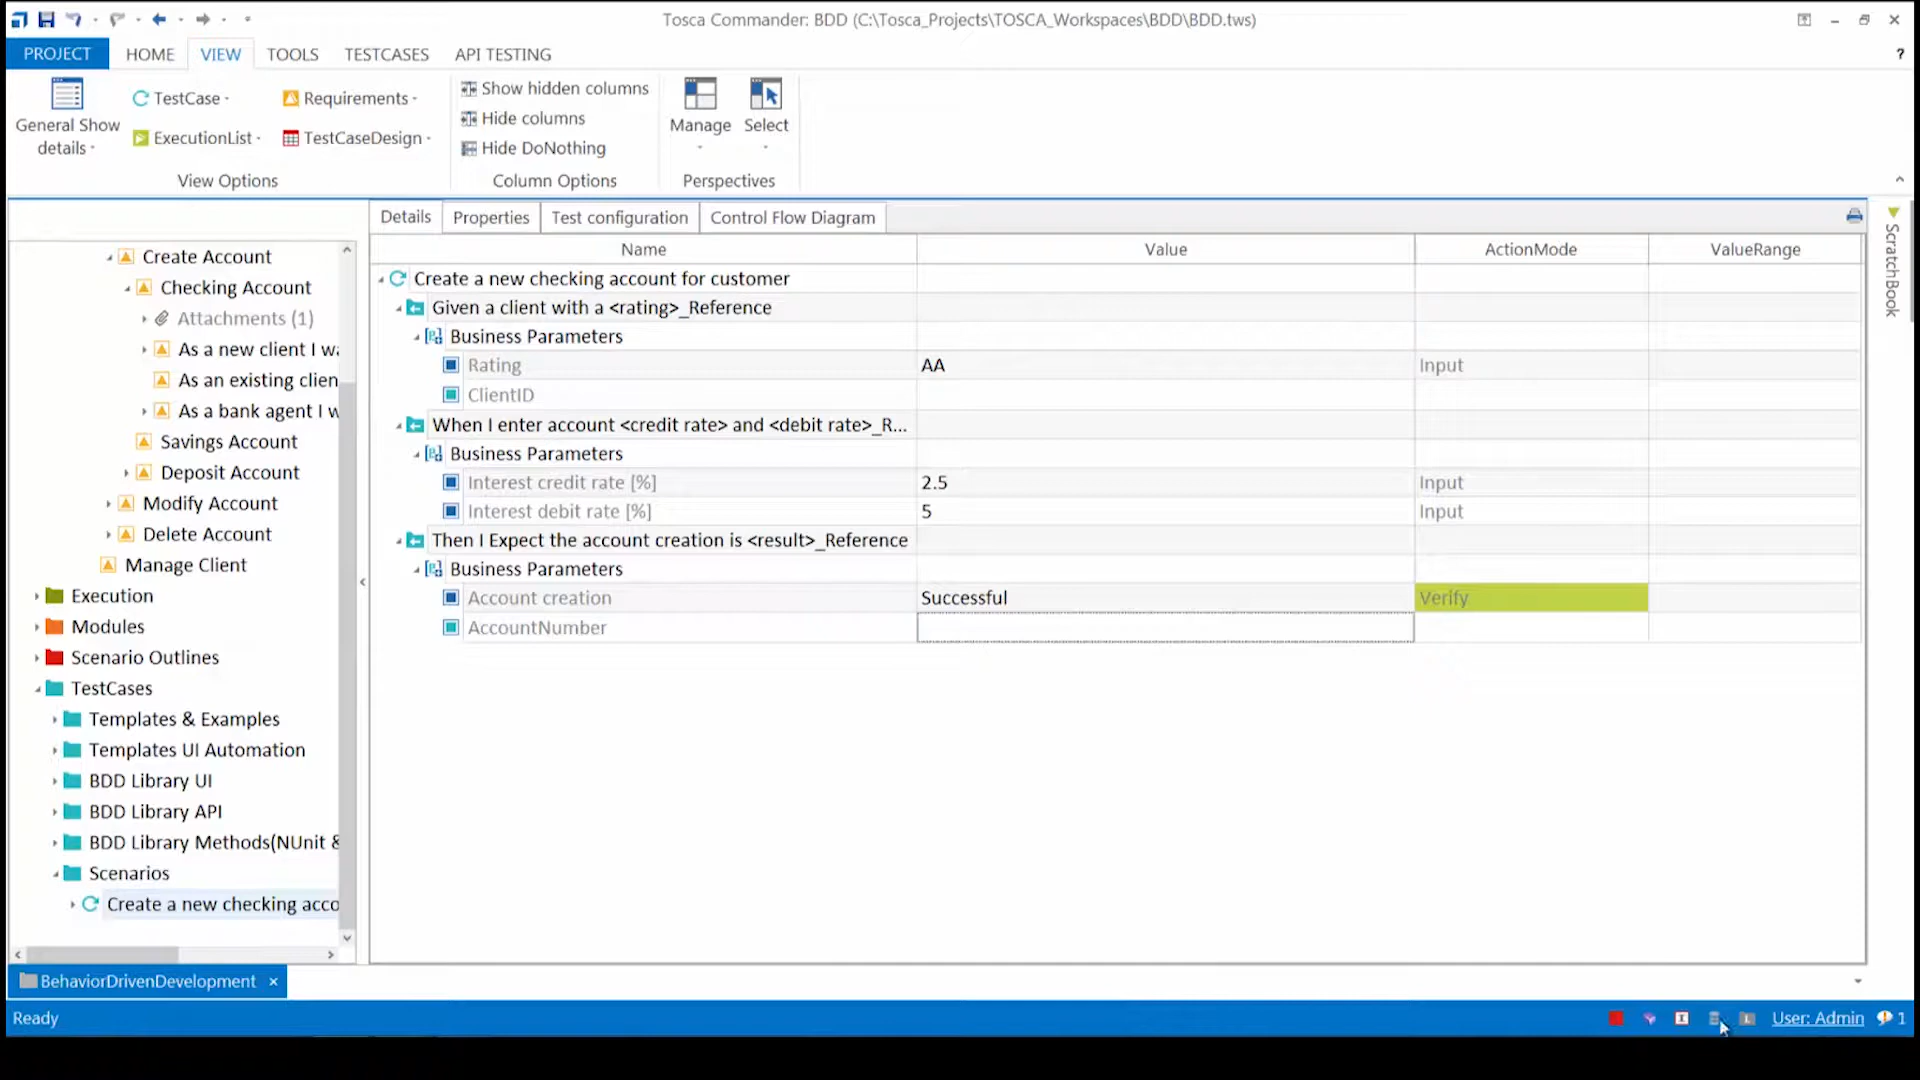 Tosca Commander: BDD (C:\Tosca_Projects\TOSCA_Workspaces\BDD\BDD.tws)
PROJECT HOME VIEW TOOLS TESTCASES API TESTING ?
General Show details
TestCase
ExecutionList
Requirements
TestCaseDesign
View Options
Show hidden columns
Hide columns
Hide DoNothing
Column Options
Manage Select
Perspectives
Create Account
Checking Account
Attachments (1)
As a new client I wa
As an existing clien
As a bank agent I w
Savings Account
Deposit Account
Modify Account
Delete Account
Manage Client
Execution
Modules
Scenario Outlines
TestCases
Templates & Examples
Templates UI Automation
BDD Library UI
BDD Library API
BDD Library Methods(NUnit &
Scenarios
Create a new checking acco
Details Properties Test configuration Control Flow Diagram
Name Value ActionMode ValueRange
Create a new checking account for customer
Given a client with a <rating>_Reference
Business Parameters
Rating AA Input
ClientID
When I enter account <credit rate> and <debit rate>_R...
Business Parameters
Interest credit rate [%] 2.5 Input
Interest debit rate [%] 5 Input
Then I Expect the account creation is <result>_Reference
Business Parameters
Account creation Successful Verify
AccountNumber
ScratchBook
BehaviorDrivenDevelopment ×
Ready User: Admin 1